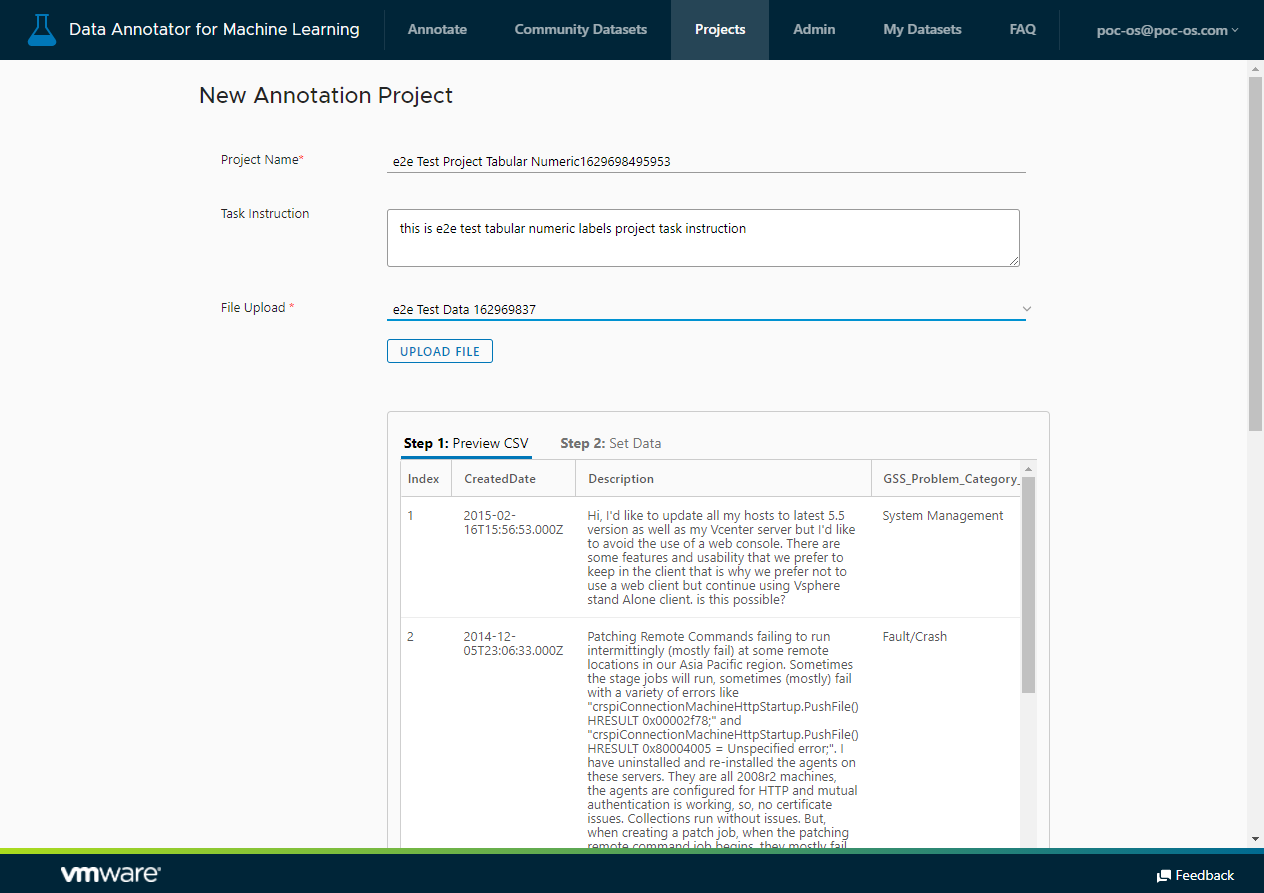 Data Annotator for Machine Learning
Annotate
Community Datasets
Projects
Admin
My Datasets
FAQ
poc-os@poc-os.com
New Annotation Project
Project Name*
e2e Test Project Tabular Numeric1629698495953
Task Instruction
this is e2e test tabular numeric labels project task instruction
File Upload *
e2e Test Data 162969837
UPLOAD FILE
Step 1: Preview CSV
Step 2: Set Data
Index
CreatedDate
Description
GSS_Problem_Category_
1
2015-02-
16T15:56:53.000Z
Hi, I'd like to update all my hosts to latest 5.5
version as well as my Vcenter server but I'd like
to avoid the use of a web console. There are
some features and usability that we prefer to
keep in the client that is why we prefer not to
use a web client but continue using Vsphere
stand Alone client. is this possible?
System Management
2
2014-12-
05T23:06:33.000Z
Patching Remote Commands failing to run
intermittingly (mostly fail) at some remote
locations in our Asia Pacific region. Sometimes
the stage jobs will run, sometimes (mostly) fail
with a variety of errors like
"crspiConnectionMachineHttpStartup.PushFile()
HRESULT 0x00002f78;" and
"crspiConnectionMachineHttpStartup.PushFile()
HRESULT 0x80004005 = Unspecified error;". I
have uninstalled and re-installed the agents on
these servers. They are all 2008r2 machines,
the agents are configured for HTTP and mutual
authentication is working, so, no certificate
issues. Collections run without issues. But,
when creating a patch job, when the patching
remote command job begins, they mostly fail
Fault/Crash
vmware
Feedback